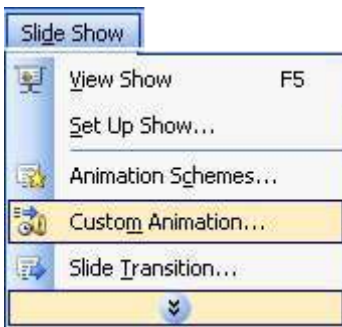 Slide Show
View Show F5
Set Up Show...
Animation Schemes...
Custom Animation...
Slide Transition...